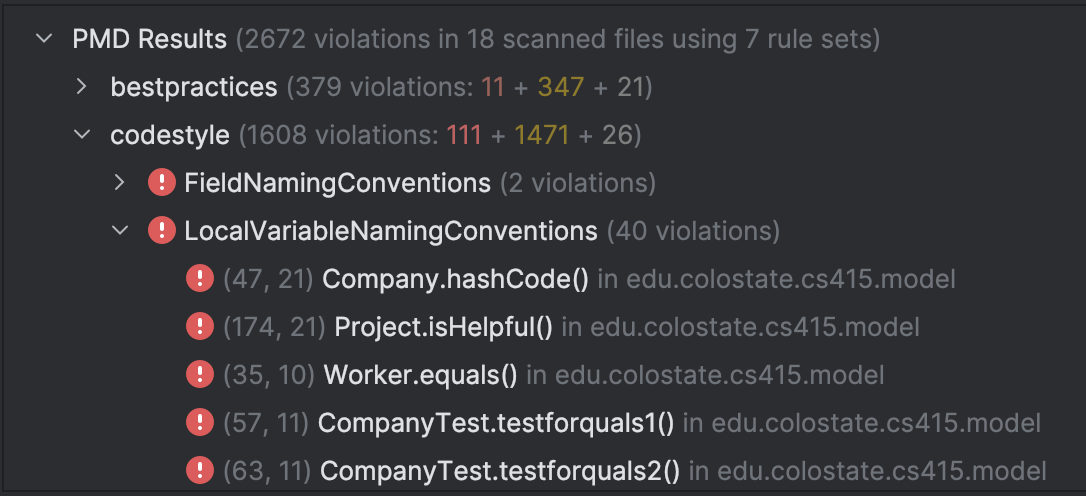 PMD Results (2672 violations in 18 scanned files using 7 rule sets)
bestpractices (379 violations: 11 + 347 + 21)
codestyle (1608 violations: 111 + 1471 + 26)
FieldNamingConventions (2 violations)
LocalVariableNamingConventions (40 violations)
(47, 21) Company.hashCode() in edu.colostate.cs415.model
(174, 21) Project.isHelpful() in edu.colostate.cs415.model
(35, 10) Worker.equals() in edu.colostate.cs415.model
(57, 11) CompanyTest.testforquals1() in edu.colostate.cs415.model
(63, 11) CompanyTest.testforquals2() in edu.colostate.cs415.model